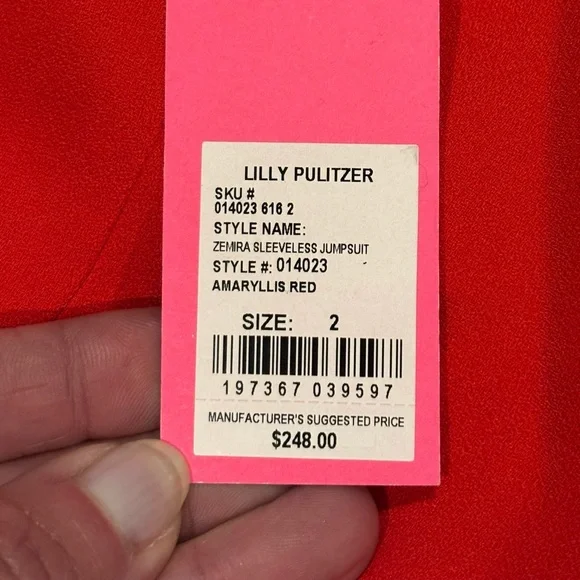 LILLY PULITZER
SKU #
014023 616 2
STYLE NAME:
ZEMIRA SLEEVELESS JUMPSUIT
STYLE #: 014023
AMARYLLIS RED
SIZE: 2
197367 039597
MANUFACTURER'S SUGGESTED PRICE
$248.00